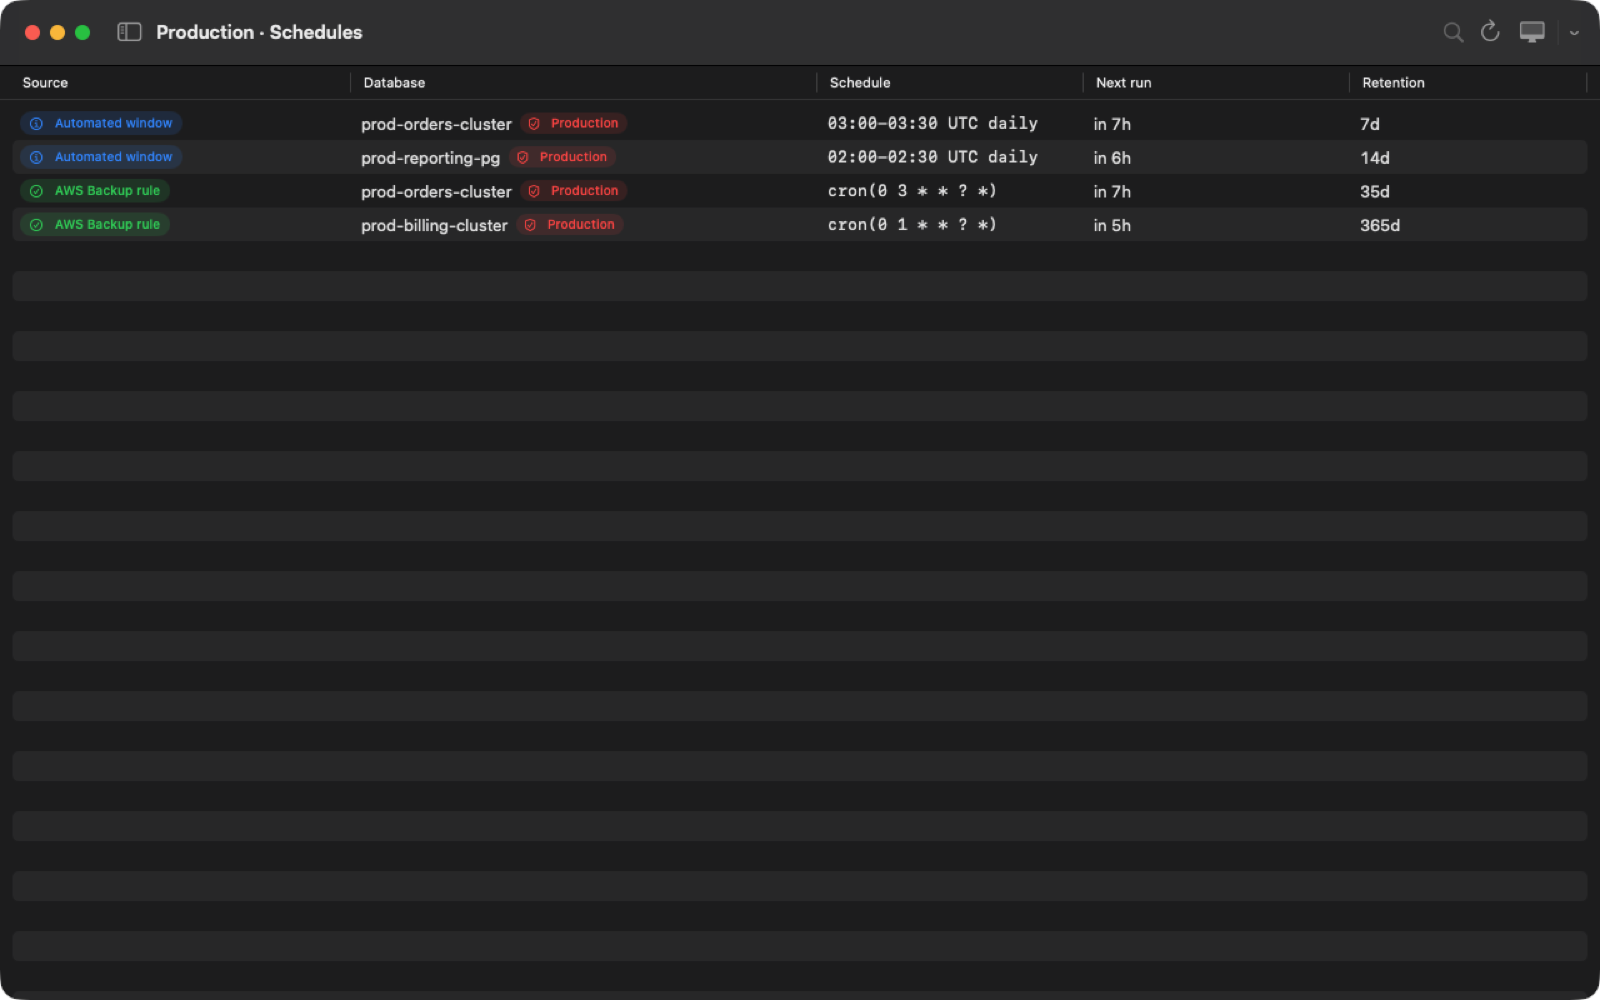 Production · Schedules
Source Database Schedule Next run Retention
Automated window prod-orders-cluster Production 03:00–03:30 UTC daily in 7h 7d
Automated window prod-reporting-pg Production 02:00–02:30 UTC daily in 6h 14d
AWS Backup rule prod-orders-cluster Production cron(0 3 * * ? *) in 7h 35d
AWS Backup rule prod-billing-cluster Production cron(0 1 * * ? *) in 5h 365d